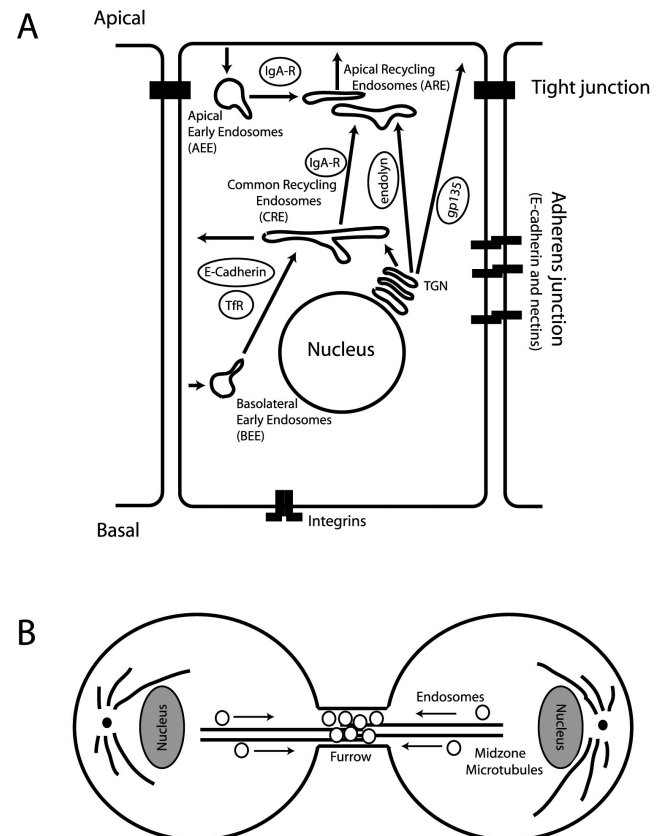 A
Apical
IgA-R
Apical Recycling
Endosomes (ARE)
Tight junction
Apical
Early Endosomes
(AEE)
IgA-R
endolyn
gp135
Common Recycling
Endosomes
(CRE)
Adherens junction
(E-cadherin and nectins)
E-Cadherin
TGN
TfR
Nucleus
Basolateral
Early Endosomes
(BEE)
Basal
Integrins
B
Endosomes
Nucleus
Nucleus
Furrow
Midzone
Microtubules